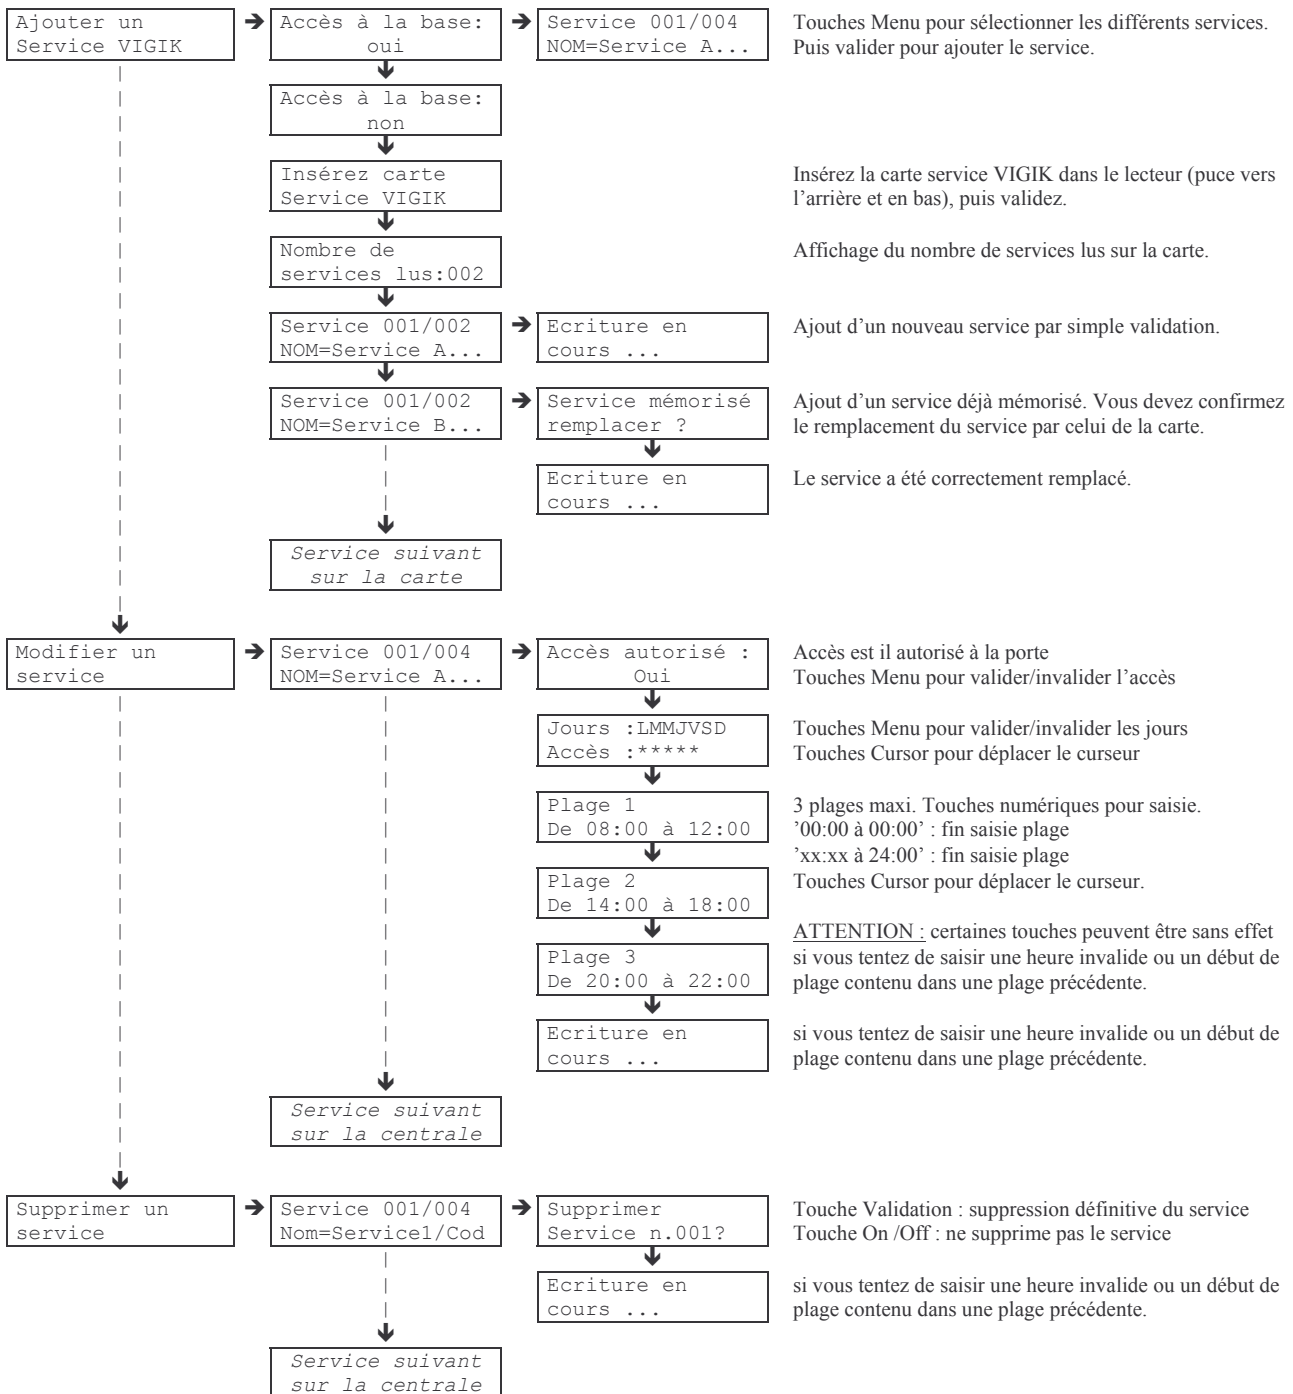 Ajouter un
Service VIGIK
Accès à la base:
oui
Service 001/004
NOM=Service A...
Touches Menu pour sélectionner les différents services.
Puis valider pour ajouter le service.
Accès à la base:
non
Insérez carte
Service VIGIK
Insérez la carte service VIGIK dans le lecteur (puce vers
l’arrière et en bas), puis validez.
Nombre de
services lus:002
Affichage du nombre de services lus sur la carte.
Service 001/002
NOM=Service A...
Ecriture en
cours ...
Ajout d’un nouveau service par simple validation.
Service 001/002
NOM=Service B...
Service mémorisé
remplacer ?
Ajout d’un service déjà mémorisé. Vous devez confirmez
le remplacement du service par celui de la carte.
Ecriture en
cours ...
Le service a été correctement remplacé.
Service suivant
sur la carte
Modifier un
service
Service 001/004
NOM=Service A...
Accès autorisé :
Oui
Accès est il autorisé à la porte
Touches Menu pour valider/invalider l’accès
Jours :LMMJVSD
Accès :*****
Touches Menu pour valider/invalider les jours
Touches Cursor pour déplacer le curseur
Plage 1
De 08:00 à 12:00
3 plages maxi. Touches numériques pour saisie.
’00:00 à 00:00’ : fin saisie plage
’xx:xx à 24:00’ : fin saisie plage
Plage 2
De 14:00 à 18:00
Touches Cursor pour déplacer le curseur.
Plage 3
De 20:00 à 22:00
ATTENTION : certaines touches peuvent être sans effet
si vous tentez de saisir une heure invalide ou un début de
plage contenu dans une plage précédente.
Ecriture en
cours ...
si vous tentez de saisir une heure invalide ou un début de
plage contenu dans une plage précédente.
Service suivant
sur la centrale
Supprimer un
service
Service 001/004
Nom=Service1/Cod
Supprimer
Service n.001?
Touche Validation : suppression définitive du service
Touche On /Off : ne supprime pas le service
Ecriture en
cours ...
si vous tentez de saisir une heure invalide ou un début de
plage contenu dans une plage précédente.
Service suivant
sur la centrale